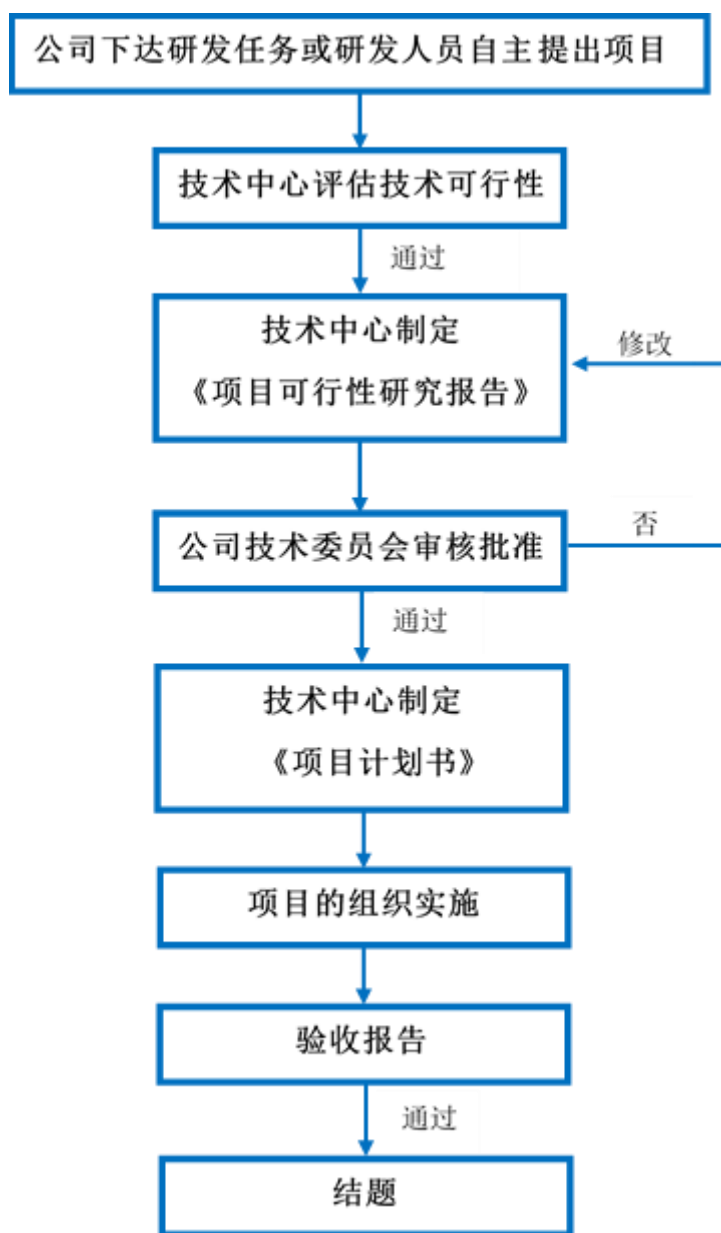 公司下达研发任务或研发人员自主提出项目
技术中心评估技术可行性
通过
技术中心制定
《项目可行性研究报告》
修改
公司技术委员会审核批准
否
通过
技术中心制定
《项目计划书》
项目的组织实施
验收报告
通过
结题